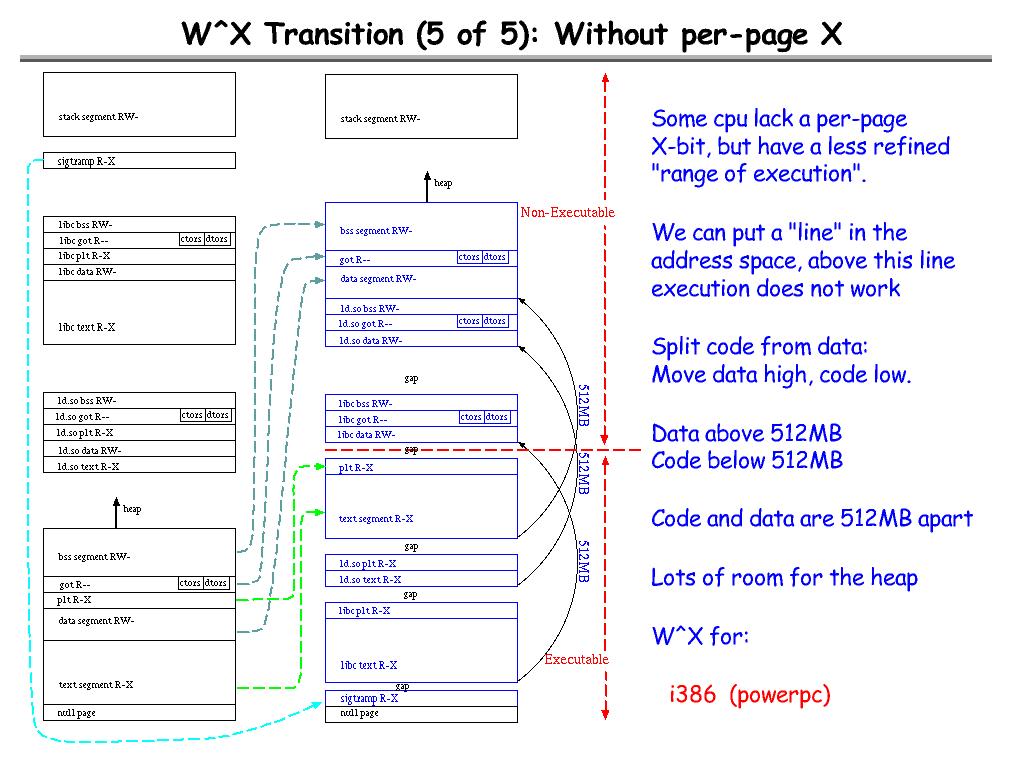 W^X Transition (5 of 5): Without per-page X
stack segment RW-
sigtramp R-X
libc bss RW-
libc got R-- ctors dtors
libc plt R-X
libc data RW-
libc text R-X
ld.so bss RW-
ld.so got R-- ctors dtors
ld.so plt R-X
ld.so data RW-
ld.so text R-X
heap
bss segment RW-
got R-- ctors dtors
plt R-X
data segment RW-
text segment R-X
null page
stack segment RW-
heap
bss segment RW-
got R-- ctors dtors
data segment RW-
ld.so bss RW-
ld.so got R-- ctors dtors
ld.so data RW-
gap
libc bss RW-
libc got R-- ctors dtors
libc data RW-
gap
plt R-X
text segment R-X
gap
ld.so plt R-X
ld.so text R-X
gap
libc plt R-X
libc text R-X
gap
sigtramp R-X
null page
512MB
512MB
512MB
Non-Executable
Executable
Some cpu lack a per-page
X-bit, but have a less refined
"range of execution".
We can put a "line" in the
address space, above this line
execution does not work
Split code from data:
Move data high, code low.
Data above 512MB
Code below 512MB
Code and data are 512MB apart
Lots of room for the heap
W^X for:
i386 (powerpc)